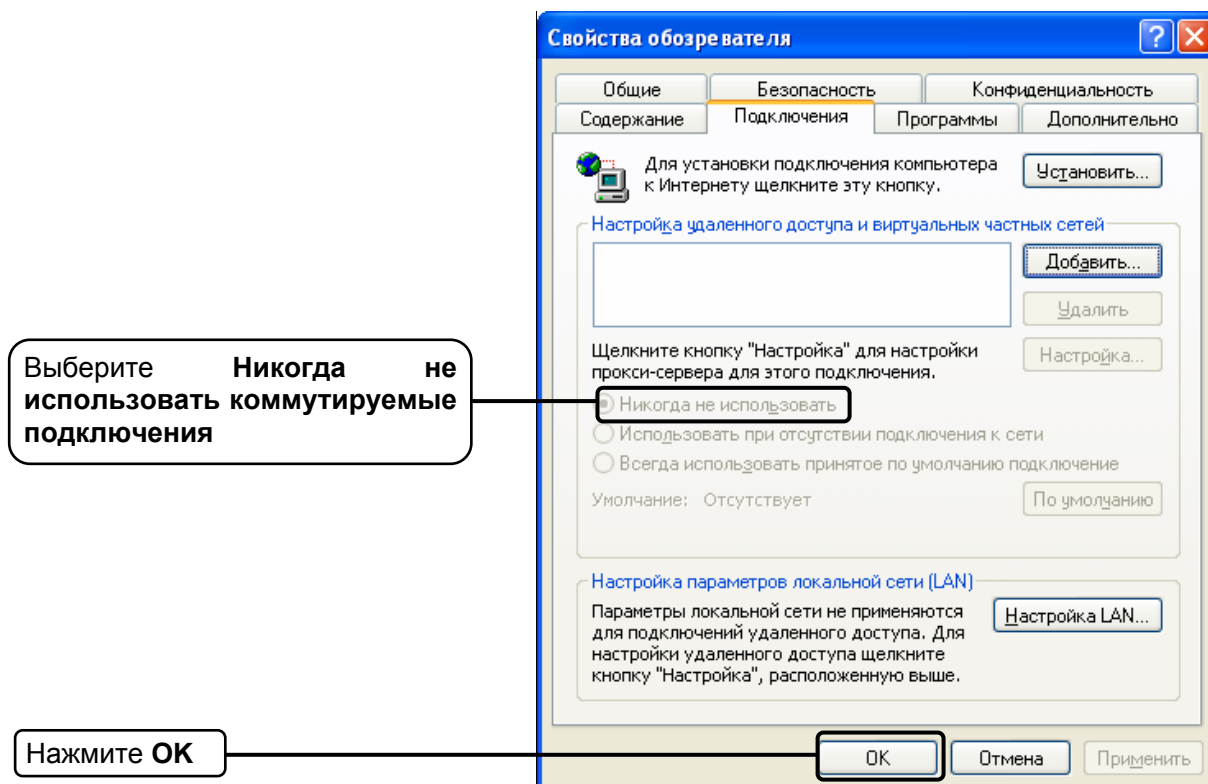 Свойства обозревателя
Общие Безопасность Конфиденциальность
Содержание Подключения Программы Дополнительно
Для установки подключения компьютера
к Интернету щелкните эту кнопку.
Установить...
Настройка удаленного доступа и виртуальных частных сетей
Добавить...
Удалить
Щелкните кнопку "Настройка" для настройки
прокси-сервера для этого подключения.
Настройка...
Выберите Никогда не
использовать коммутируемые
подключения
Никогда не использовать
Использовать при отсутствии подключения к сети
Всегда использовать принятое по умолчанию подключение
Умолчание: Отсутствует
По умолчанию
Настройка параметров локальной сети (LAN)
Параметры локальной сети не применяются
для подключений удаленного доступа. Для
настройки удаленного доступа щелкните
кнопку "Настройка", расположенную выше.
Настройка LAN...
Нажмите OK
OK Отмена Применить